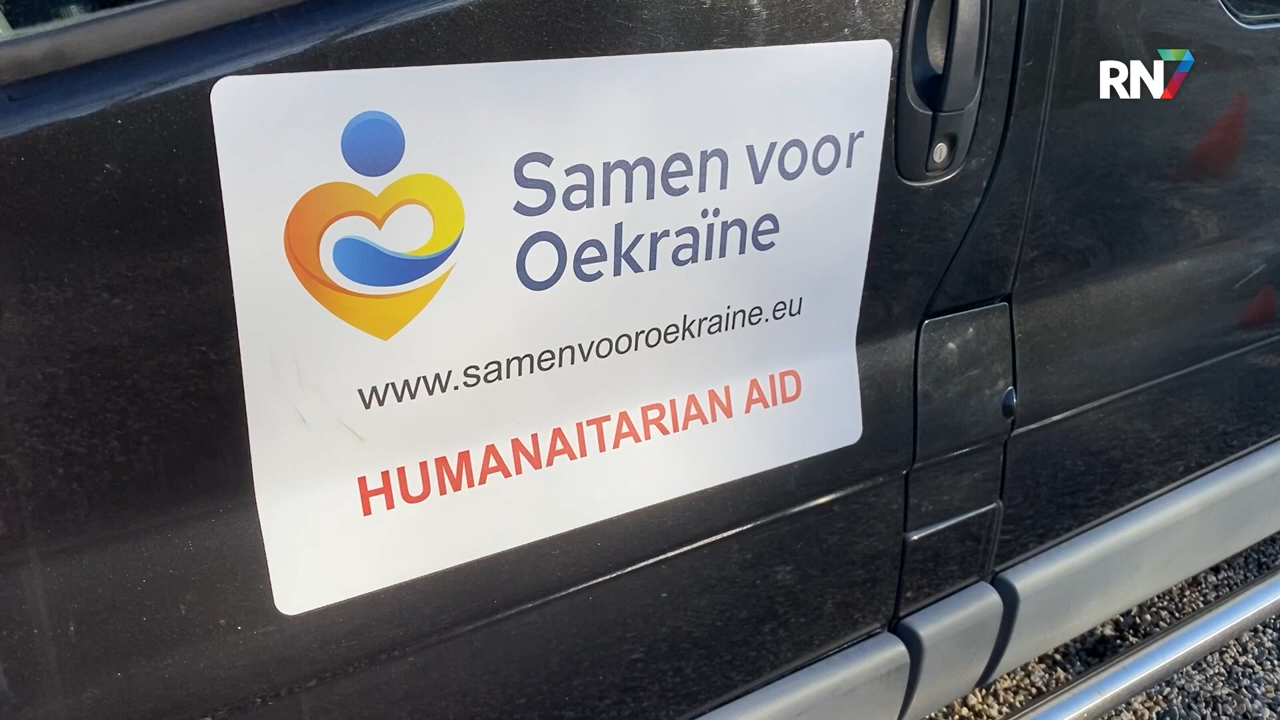 RN7
Samen voor
Oekraïne
www.samenvooroekraine.eu
HUMANAITARIAN AID